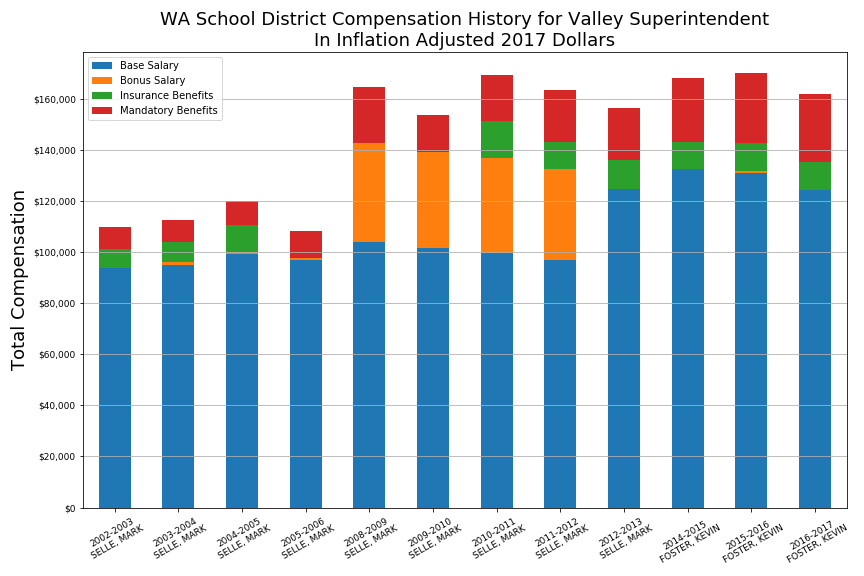 WA School District Compensation History for Valley Superintendent
In Inflation Adjusted 2017 Dollars
Base Salary
Bonus Salary
Insurance Benefits
Mandatory Benefits
Total Compensation
$160,000
$140,000
$120,000
$100,000
$80,000
$60,000
$40,000
$20,000
$0
2002-2003
SELLE, MARK
2003-2004
SELLE, MARK
2004-2005
SELLE, MARK
2005-2006
SELLE, MARK
2008-2009
SELLE, MARK
2009-2010
SELLE, MARK
2010-2011
SELLE, MARK
2011-2012
SELLE, MARK
2012-2013
SELLE, MARK
2014-2015
FOSTER, KEVIN
2015-2016
FOSTER, KEVIN
2016-2017
FOSTER, KEVIN